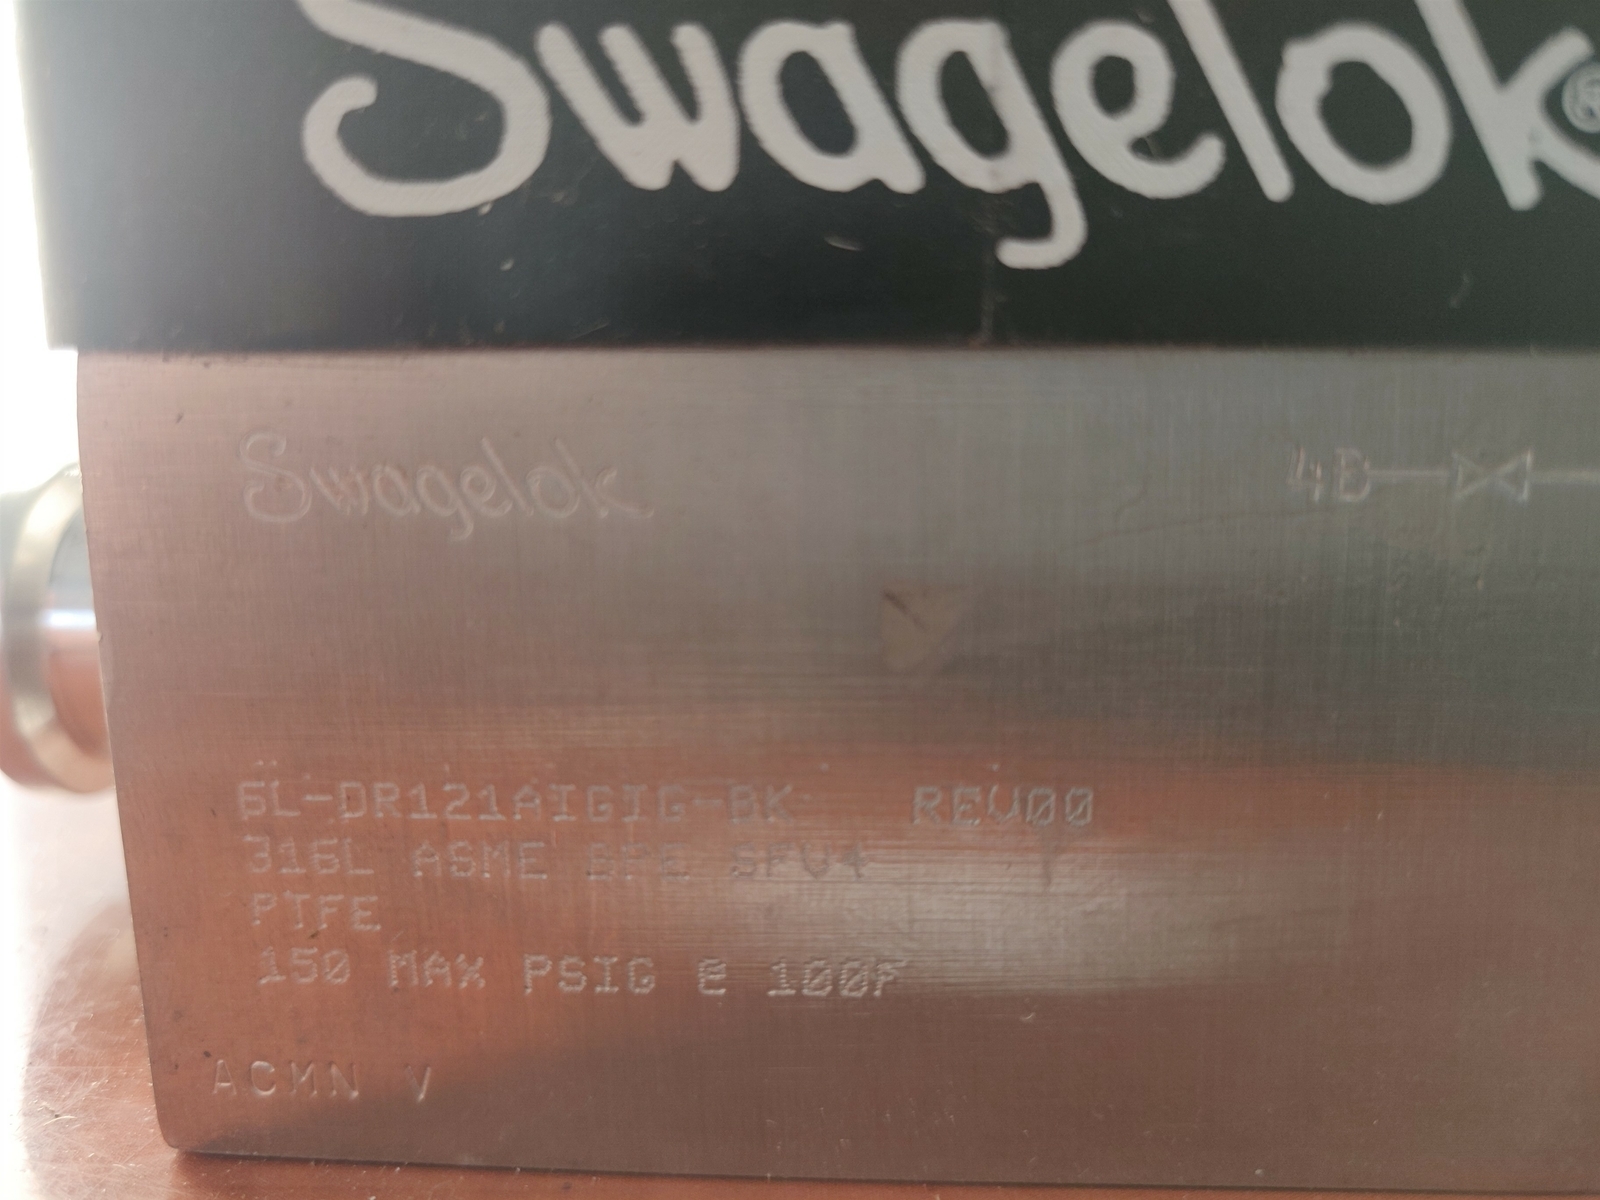 Swagelok®
Swagelok
4B
6L-DR121AIGIG-BK REV00
316L ASME BPE SFV4
PTFE
150 MAX PSIG @ 100F
ACMN V